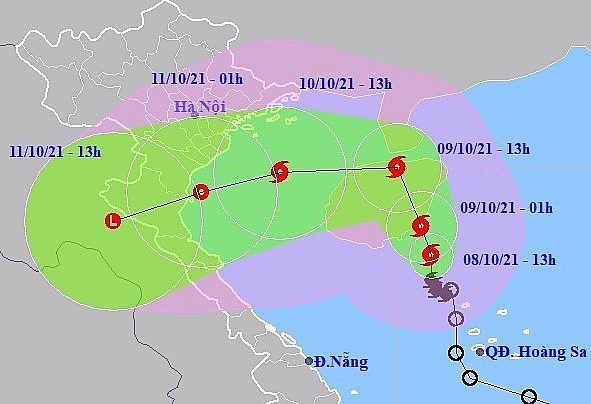 11/10/21 - 01h
10/10/21 - 13h
Hà Nội
11/10/21 - 13h
09/10/21 - 13h
09/10/21 - 01h
08/10/21 - 13h
L
QĐ. Hoàng Sa
Đ.Nẵng